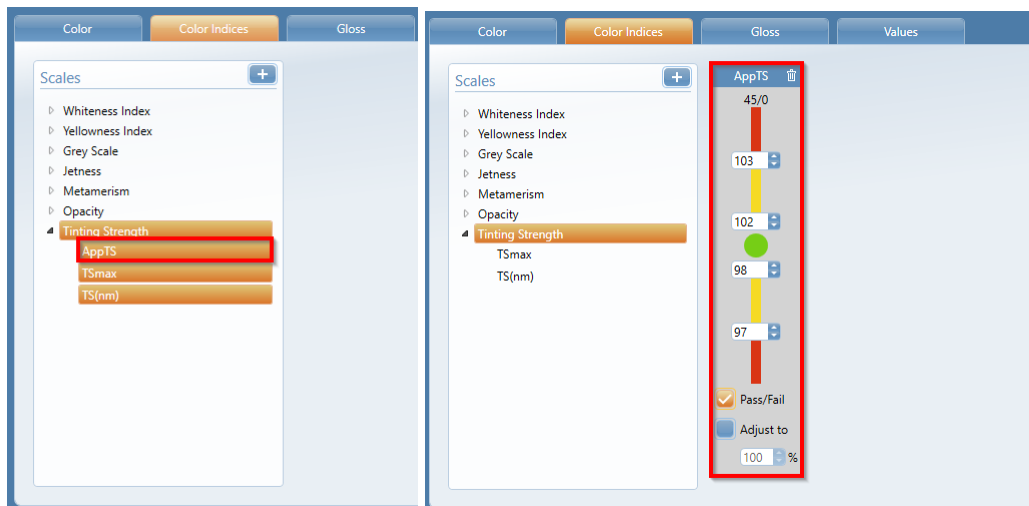 Color Color Indices Gloss
Scales +
Whiteness Index
Yellowness Index
Grey Scale
Jetness
Metamerism
Opacity
Tinting Strength
AppTS
TSmax
TS(nm)
Color Color Indices Gloss Values
Scales +
Whiteness Index
Yellowness Index
Grey Scale
Jetness
Metamerism
Opacity
Tinting Strength
TSmax
TS(nm)
AppTS
45/0
103
102
98
97
Pass/Fail
Adjust to
100 %